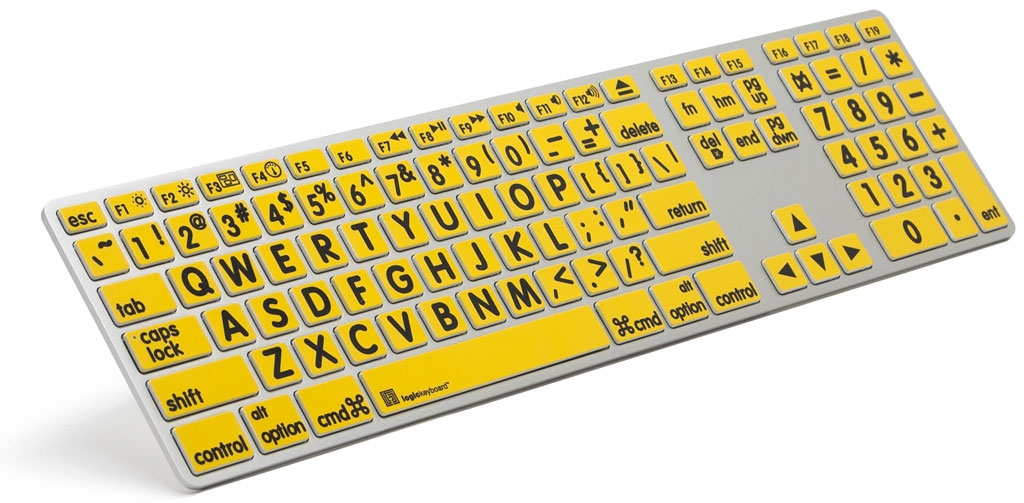 esc F1 F2 F3 F4 F5 F6 F7 F8 F9 F10 F11 F12 F13 F14 F15 F16 F17 F18 F19
` ~ 1 ! 2 @ 3 # 4 $ 5 % 6 ^ 7 & 8 * 9 ( 0 ) - _ = + delete fn hm pg up = / *
tab Q W E R T Y U I O P [ { ] } \ | del end pg dwn 7 8 9 -
caps lock A S D F G H J K L ; : ' " return 4 5 6 +
shift Z X C V B N M , < . > / ? shift 1 2 3
control alt option cmd ⌘ logickeyboard™ ⌘ cmd alt option control 0 . ent